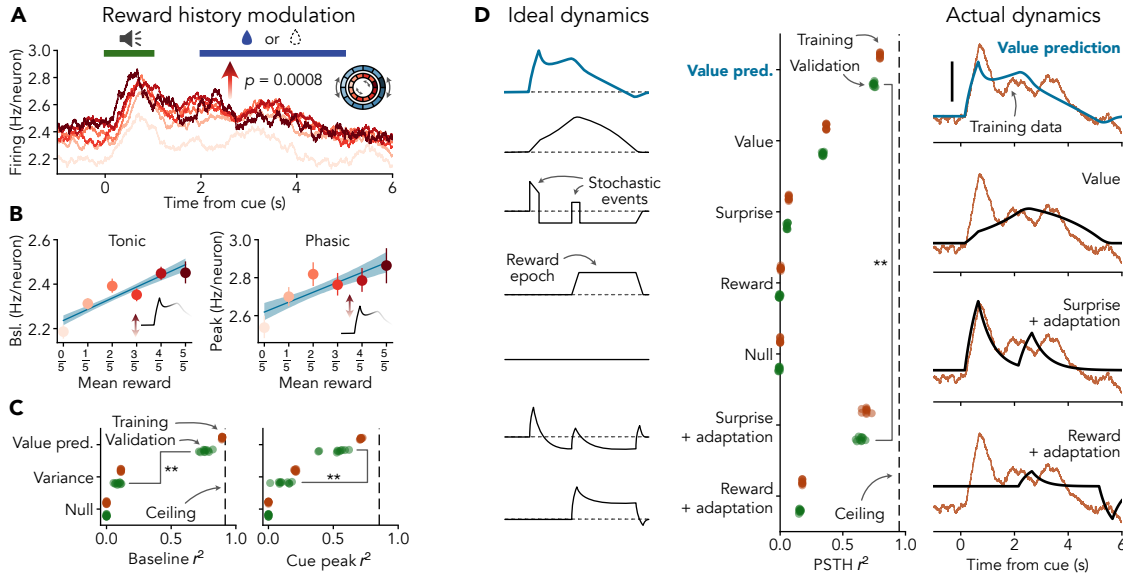 A
Reward history modulation
or
p = 0.0008
3.0
2.8
2.6
2.4
2.2
Firing (Hz/neuron)
0
2
4
6
Time from cue (s)
B
Tonic
2.6
2.4
2.2
Bsl. (Hz/neuron)
0/5
1/5
2/5
3/5
4/5
5/5
Mean reward
Phasic
3.0
2.8
2.6
Peak (Hz/neuron)
0/5
1/5
2/5
3/5
4/5
5/5
Mean reward
C
Training
Validation
Value pred.
Variance
Null
**
Ceiling
0.0
0.5
1.0
Baseline r²
**
0.0
0.5
1.0
Cue peak r²
D
Ideal dynamics
Stochastic
events
Reward
epoch
Training
Validation
Value pred.
Value
Surprise
Reward
Null
Surprise
+ adaptation
Reward
+ adaptation
**
Ceiling
0.0
0.5
1.0
PSTH r²
Actual dynamics
Value prediction
Training data
Value
Surprise
+ adaptation
Reward
+ adaptation
0
2
4
6
Time from cue (s)